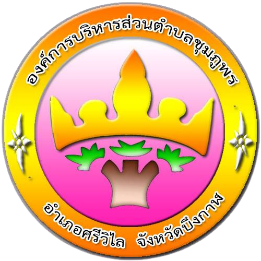 องค์การบริหารส่วนตำบลชุมภูพร
อำเภอศรีวิไล จังหวัดบึงกาฬ